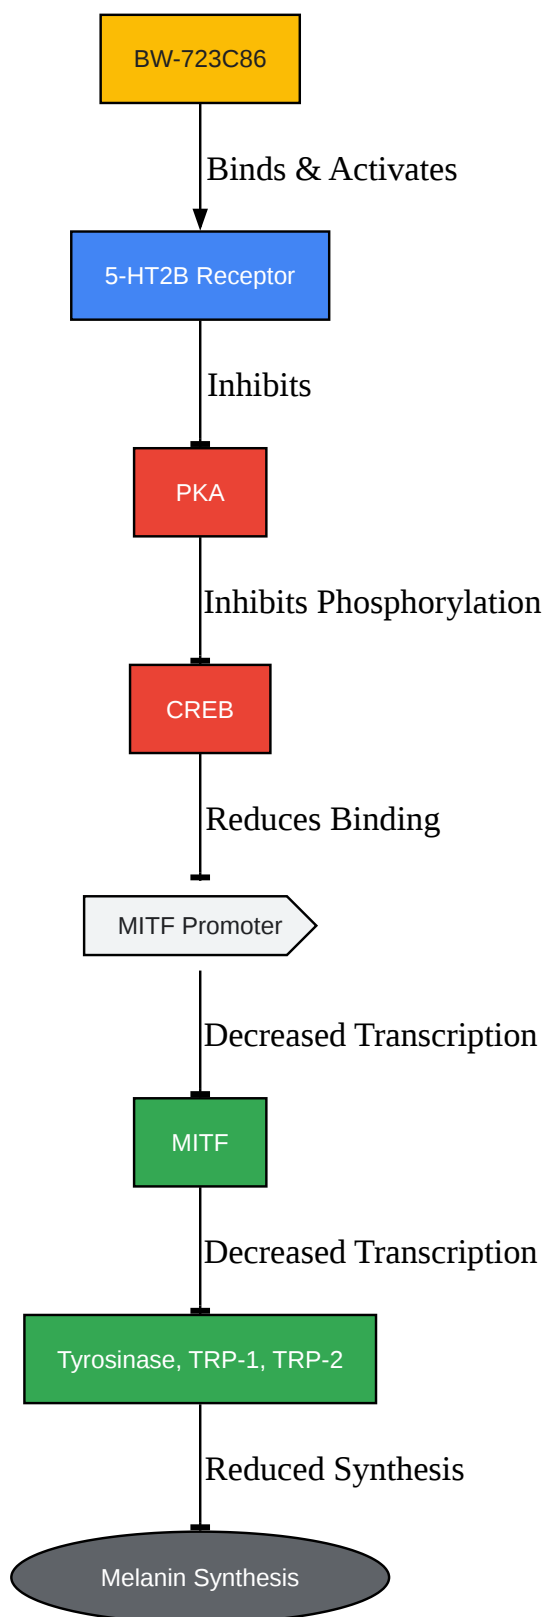 BW-723C86
Binds & Activates
5-HT2B Receptor
Inhibits
PKA
Inhibits Phosphorylation
CREB
Reduces Binding
MITF Promoter
Decreased Transcription
MITF
Decreased Transcription
Tyrosinase, TRP-1, TRP-2
Reduced Synthesis
Melanin Synthesis